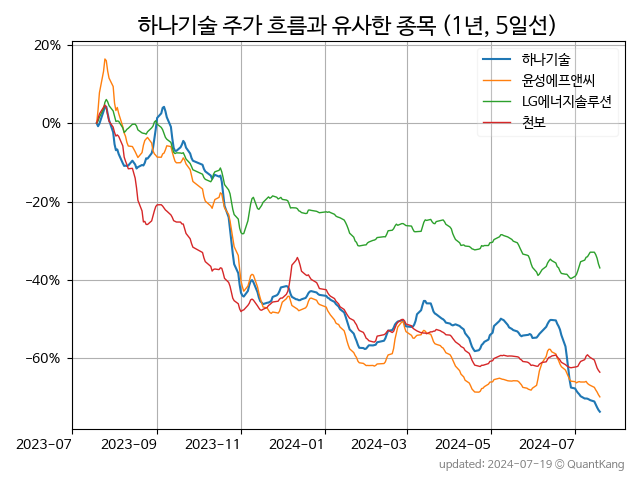 하나기술 주가 흐름과 유사한 종목 (1년, 5일선)
하나기술
윤성에프앤씨
LG에너지솔루션
천보
20%
0%
−20%
−40%
−60%
2023-07 2023-09 2023-11 2024-01 2024-03 2024-05 2024-07
updated: 2024-07-19 © QuantKang